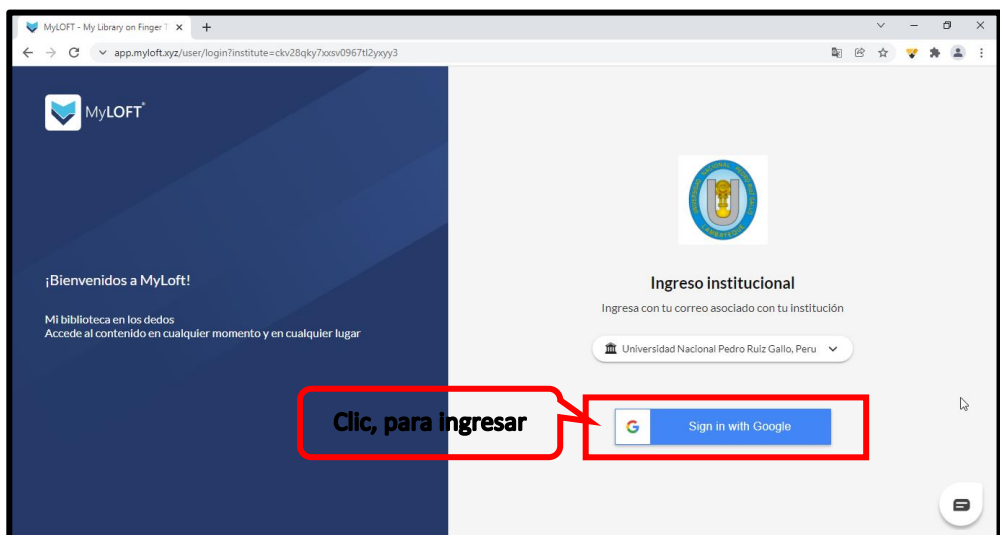 MyLOFT - My Library on Finger T
app.myloft.xyz/user/login?institute=ckv28qky7xxsv0967tl2yxyy3
MyLOFT®
¡Bienvenidos a MyLoft!
Mi biblioteca en los dedos
Accede al contenido en cualquier momento y en cualquier lugar
Ingreso institucional
Ingresa con tu correo asociado con tu institución
Universidad Nacional Pedro Ruiz Gallo, Peru
Clic, para ingresar
Sign in with Google